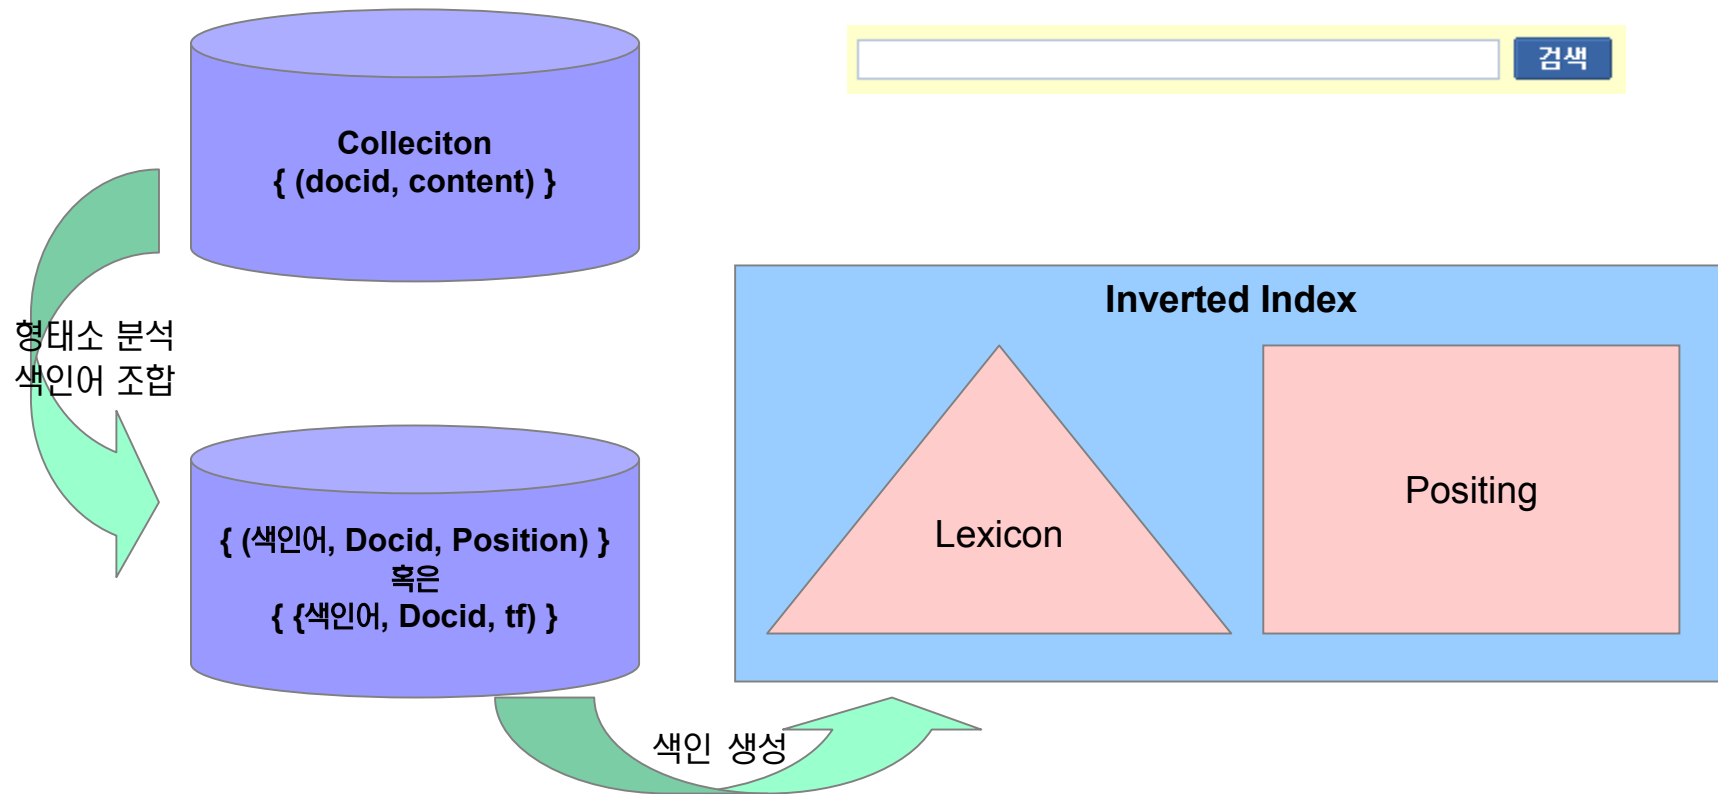 Colleciton
{ (docid, content) }
검색
형태소 분석
색인어 조합
{ (색인어, Docid, Position) }
혹은
{ {색인어, Docid, tf) }
색인 생성
Inverted Index
Lexicon
Positing